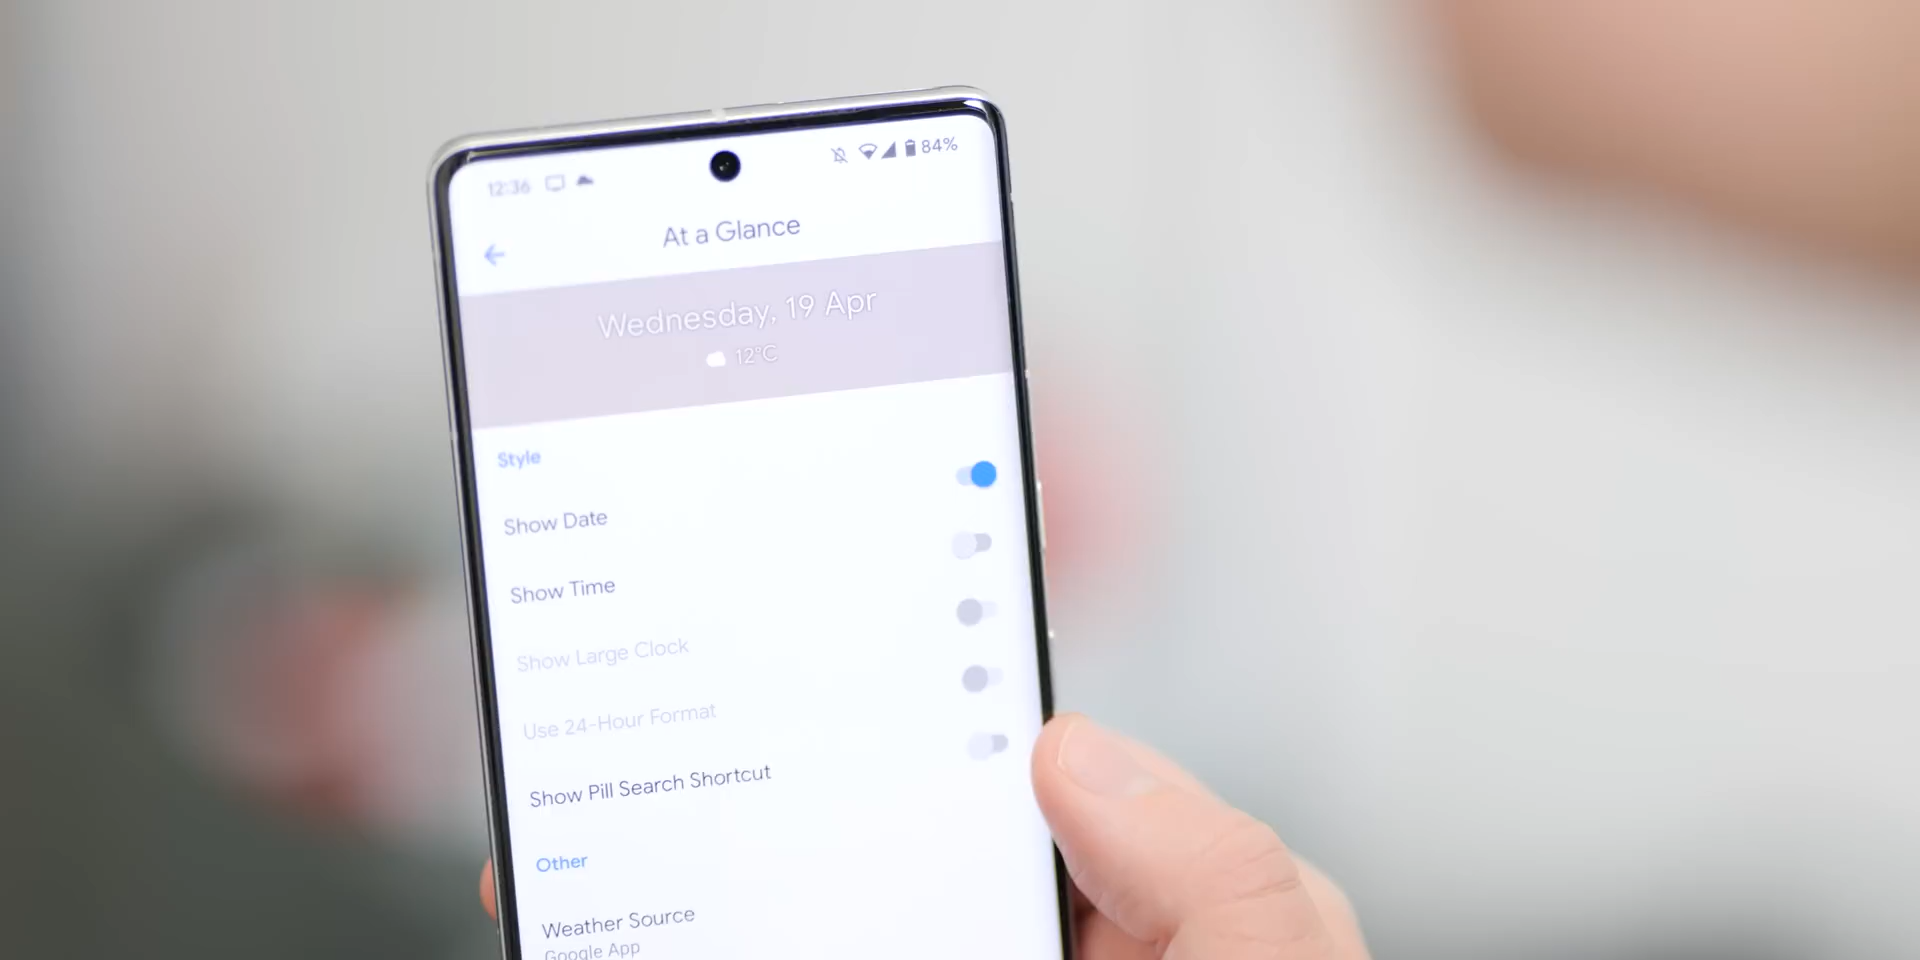 12:36
84%
At a Glance
Wednesday, 19 Apr
12°C
Style
Show Date
Show Time
Show Large Clock
Use 24-Hour Format
Show Pill Search Shortcut
Other
Weather Source
Google App